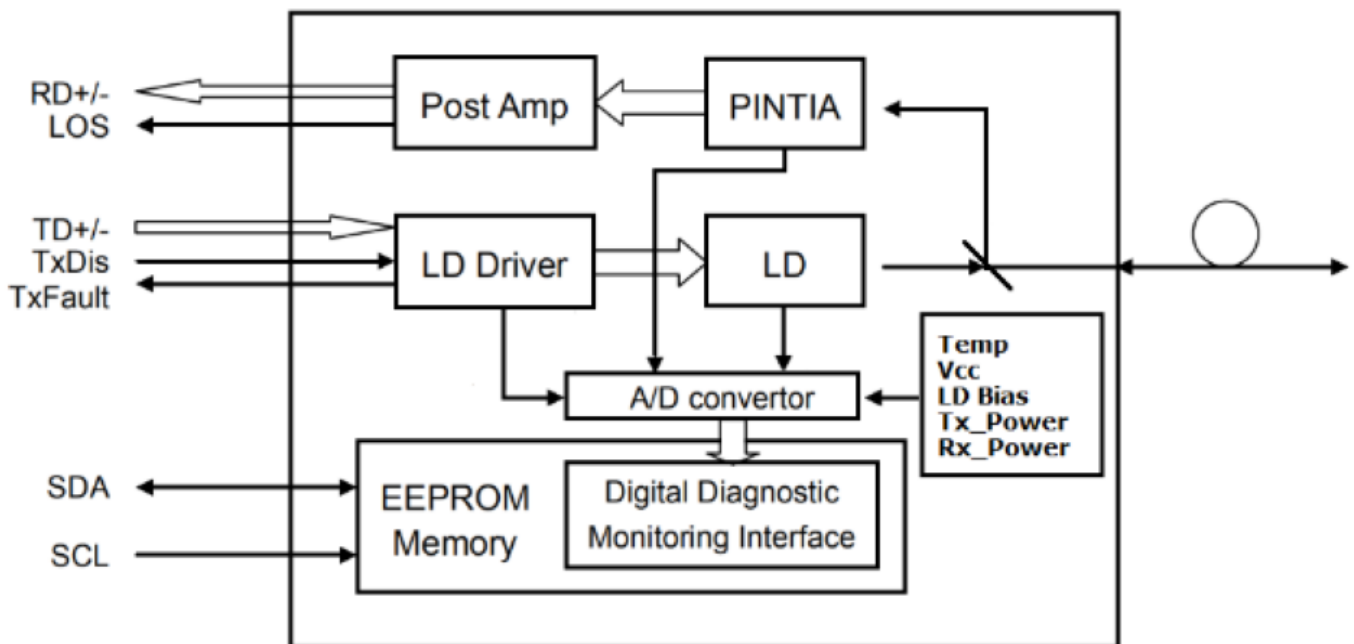 RD+/-
LOS
Post Amp
PINTIA
TD+/-
TxDis
TxFault
LD Driver
LD
Temp
Vcc
LD Bias
Tx_Power
Rx_Power
A/D convertor
SDA
SCL
EEPROM
Memory
Digital Diagnostic
Monitoring Interface